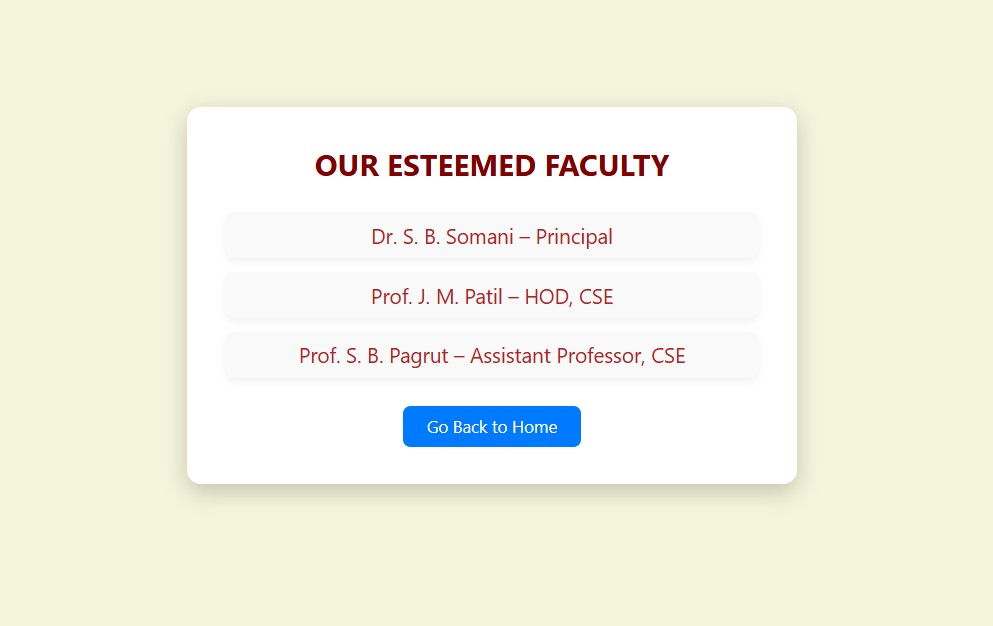 OUR ESTEEMED FACULTY
Dr. S. B. Somani – Principal
Prof. J. M. Patil – HOD, CSE
Prof. S. B. Pagrut – Assistant Professor, CSE
Go Back to Home